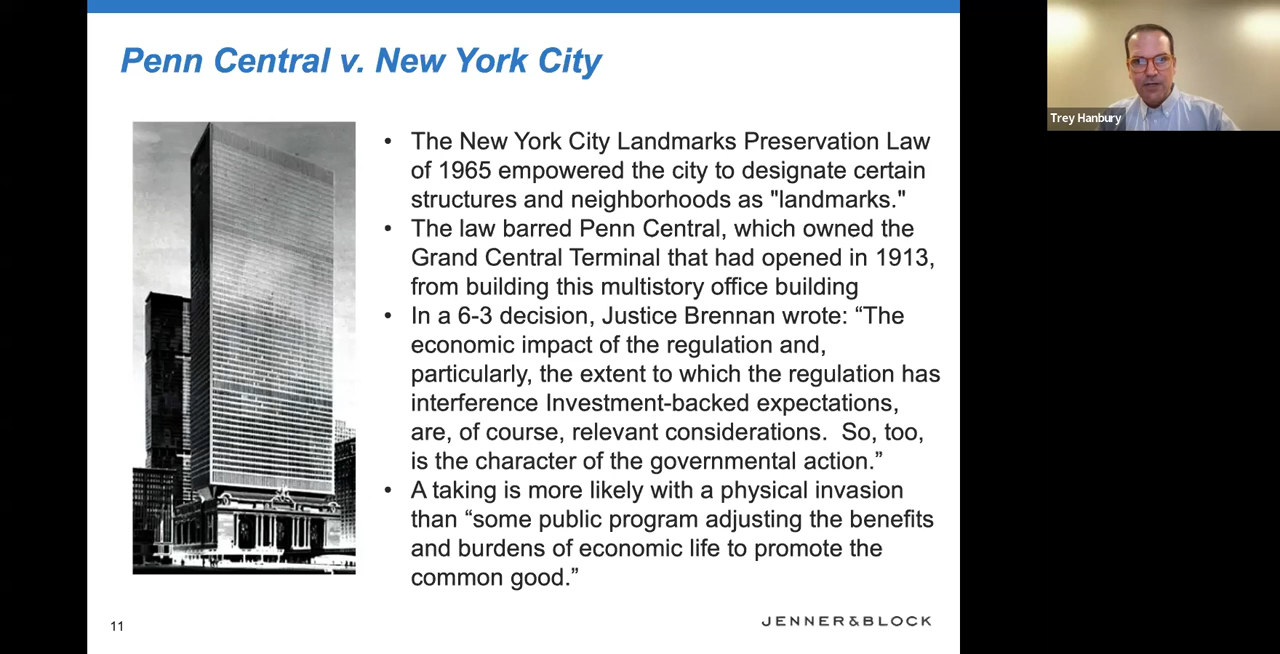 Penn Central v. New York City
Trey Hanbury
• The New York City Landmarks Preservation Law
of 1965 empowered the city to designate certain
structures and neighborhoods as "landmarks."
• The law barred Penn Central, which owned the
Grand Central Terminal that had opened in 1913,
from building this multistory office building
• In a 6-3 decision, Justice Brennan wrote: “The
economic impact of the regulation and,
particularly, the extent to which the regulation has
interference Investment-backed expectations,
are, of course, relevant considerations.  So, too,
is the character of the governmental action.”
• A taking is more likely with a physical invasion
than “some public program adjusting the benefits
and burdens of economic life to promote the
common good.”
11
JENNER&BLOCK